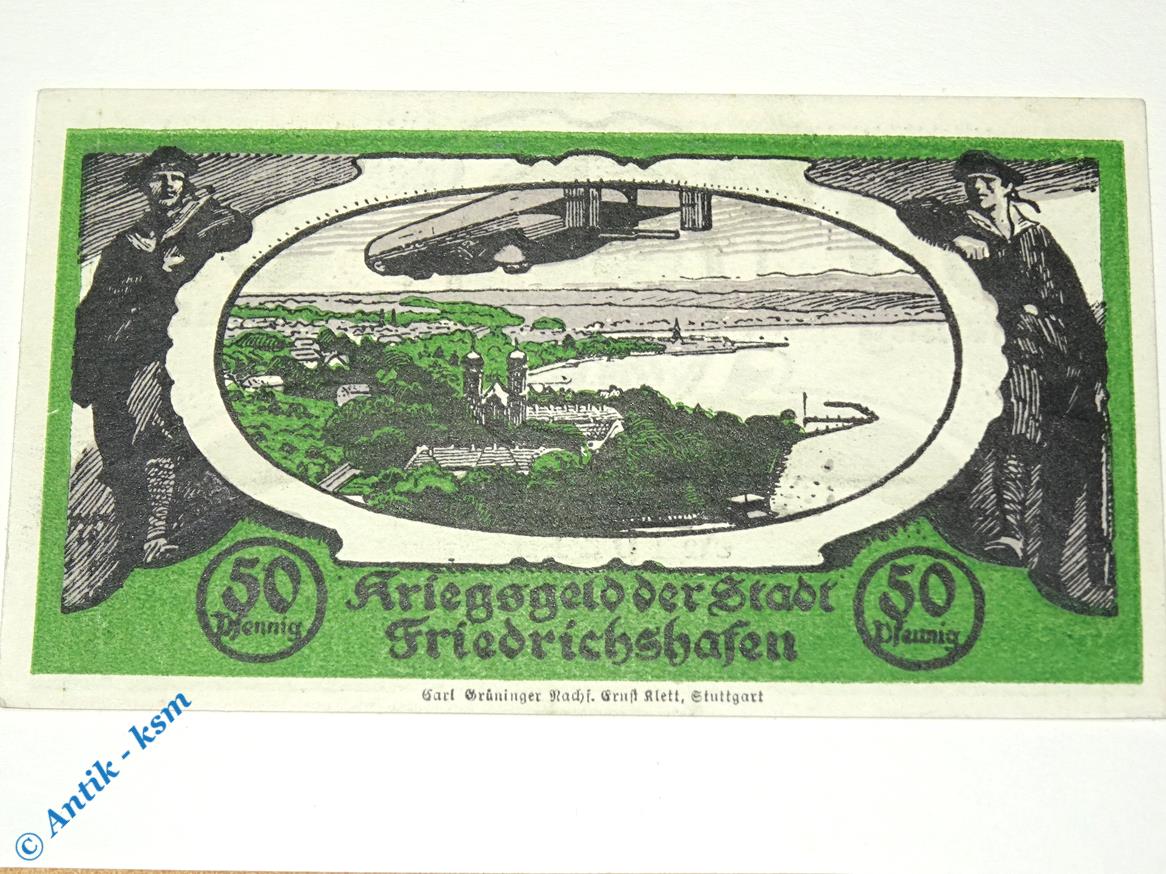 50
Pfennig
Kriegsgeld der Stadt
Friedrichshafen
50
Pfennig
Carl Grüninger Nachf. Ernst Klett, Stuttgart
© Antik - ksm